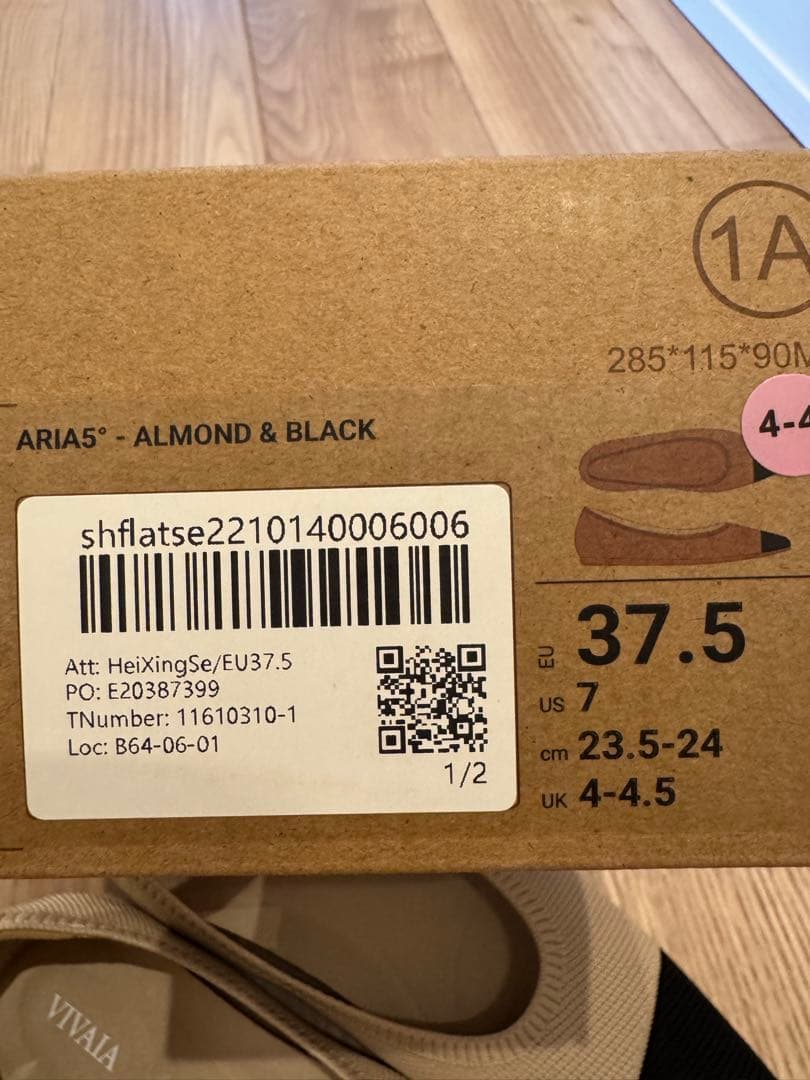 1A
285*115*90M
ARIA5° - ALMOND & BLACK
4-4
shflatse2210140006006
Att: HeiXingSe/EU37.5
PO: E20387399
TNumber: 11610310-1
Loc: B64-06-01
1/2
EU 37.5
US 7
cm 23.5-24
UK 4-4.5
VIVAIA